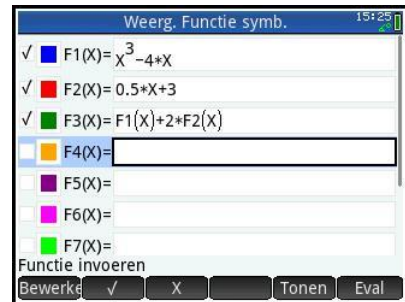 Weerg. Functie symb. 15:25
√ F1(X)= X³-4*X
√ F2(X)= 0.5*X+3
√ F3(X)= F1(X)+2*F2(X)
F4(X)=
F5(X)=
F6(X)=
F7(X)=
Functie invoeren
Bewerke √ X Tonen Eval